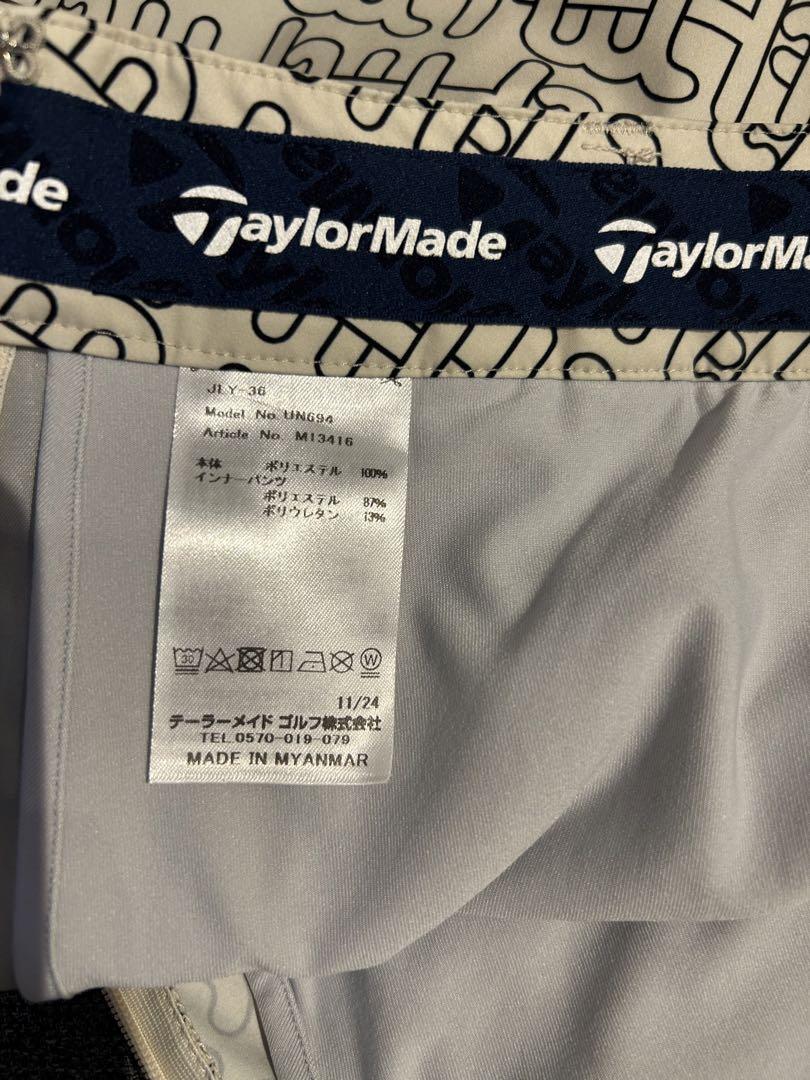 de TaylorMade TaylorMa
JLY-36
Model No. UN694
Article No. M13416
本体 ポリエステル 100%
インナーパンツ
ポリエステル 87%
ポリウレタン 13%
30 W
11/24
テーラーメイド ゴルフ株式会社
TEL 0570-019-079
MADE IN MYANMAR